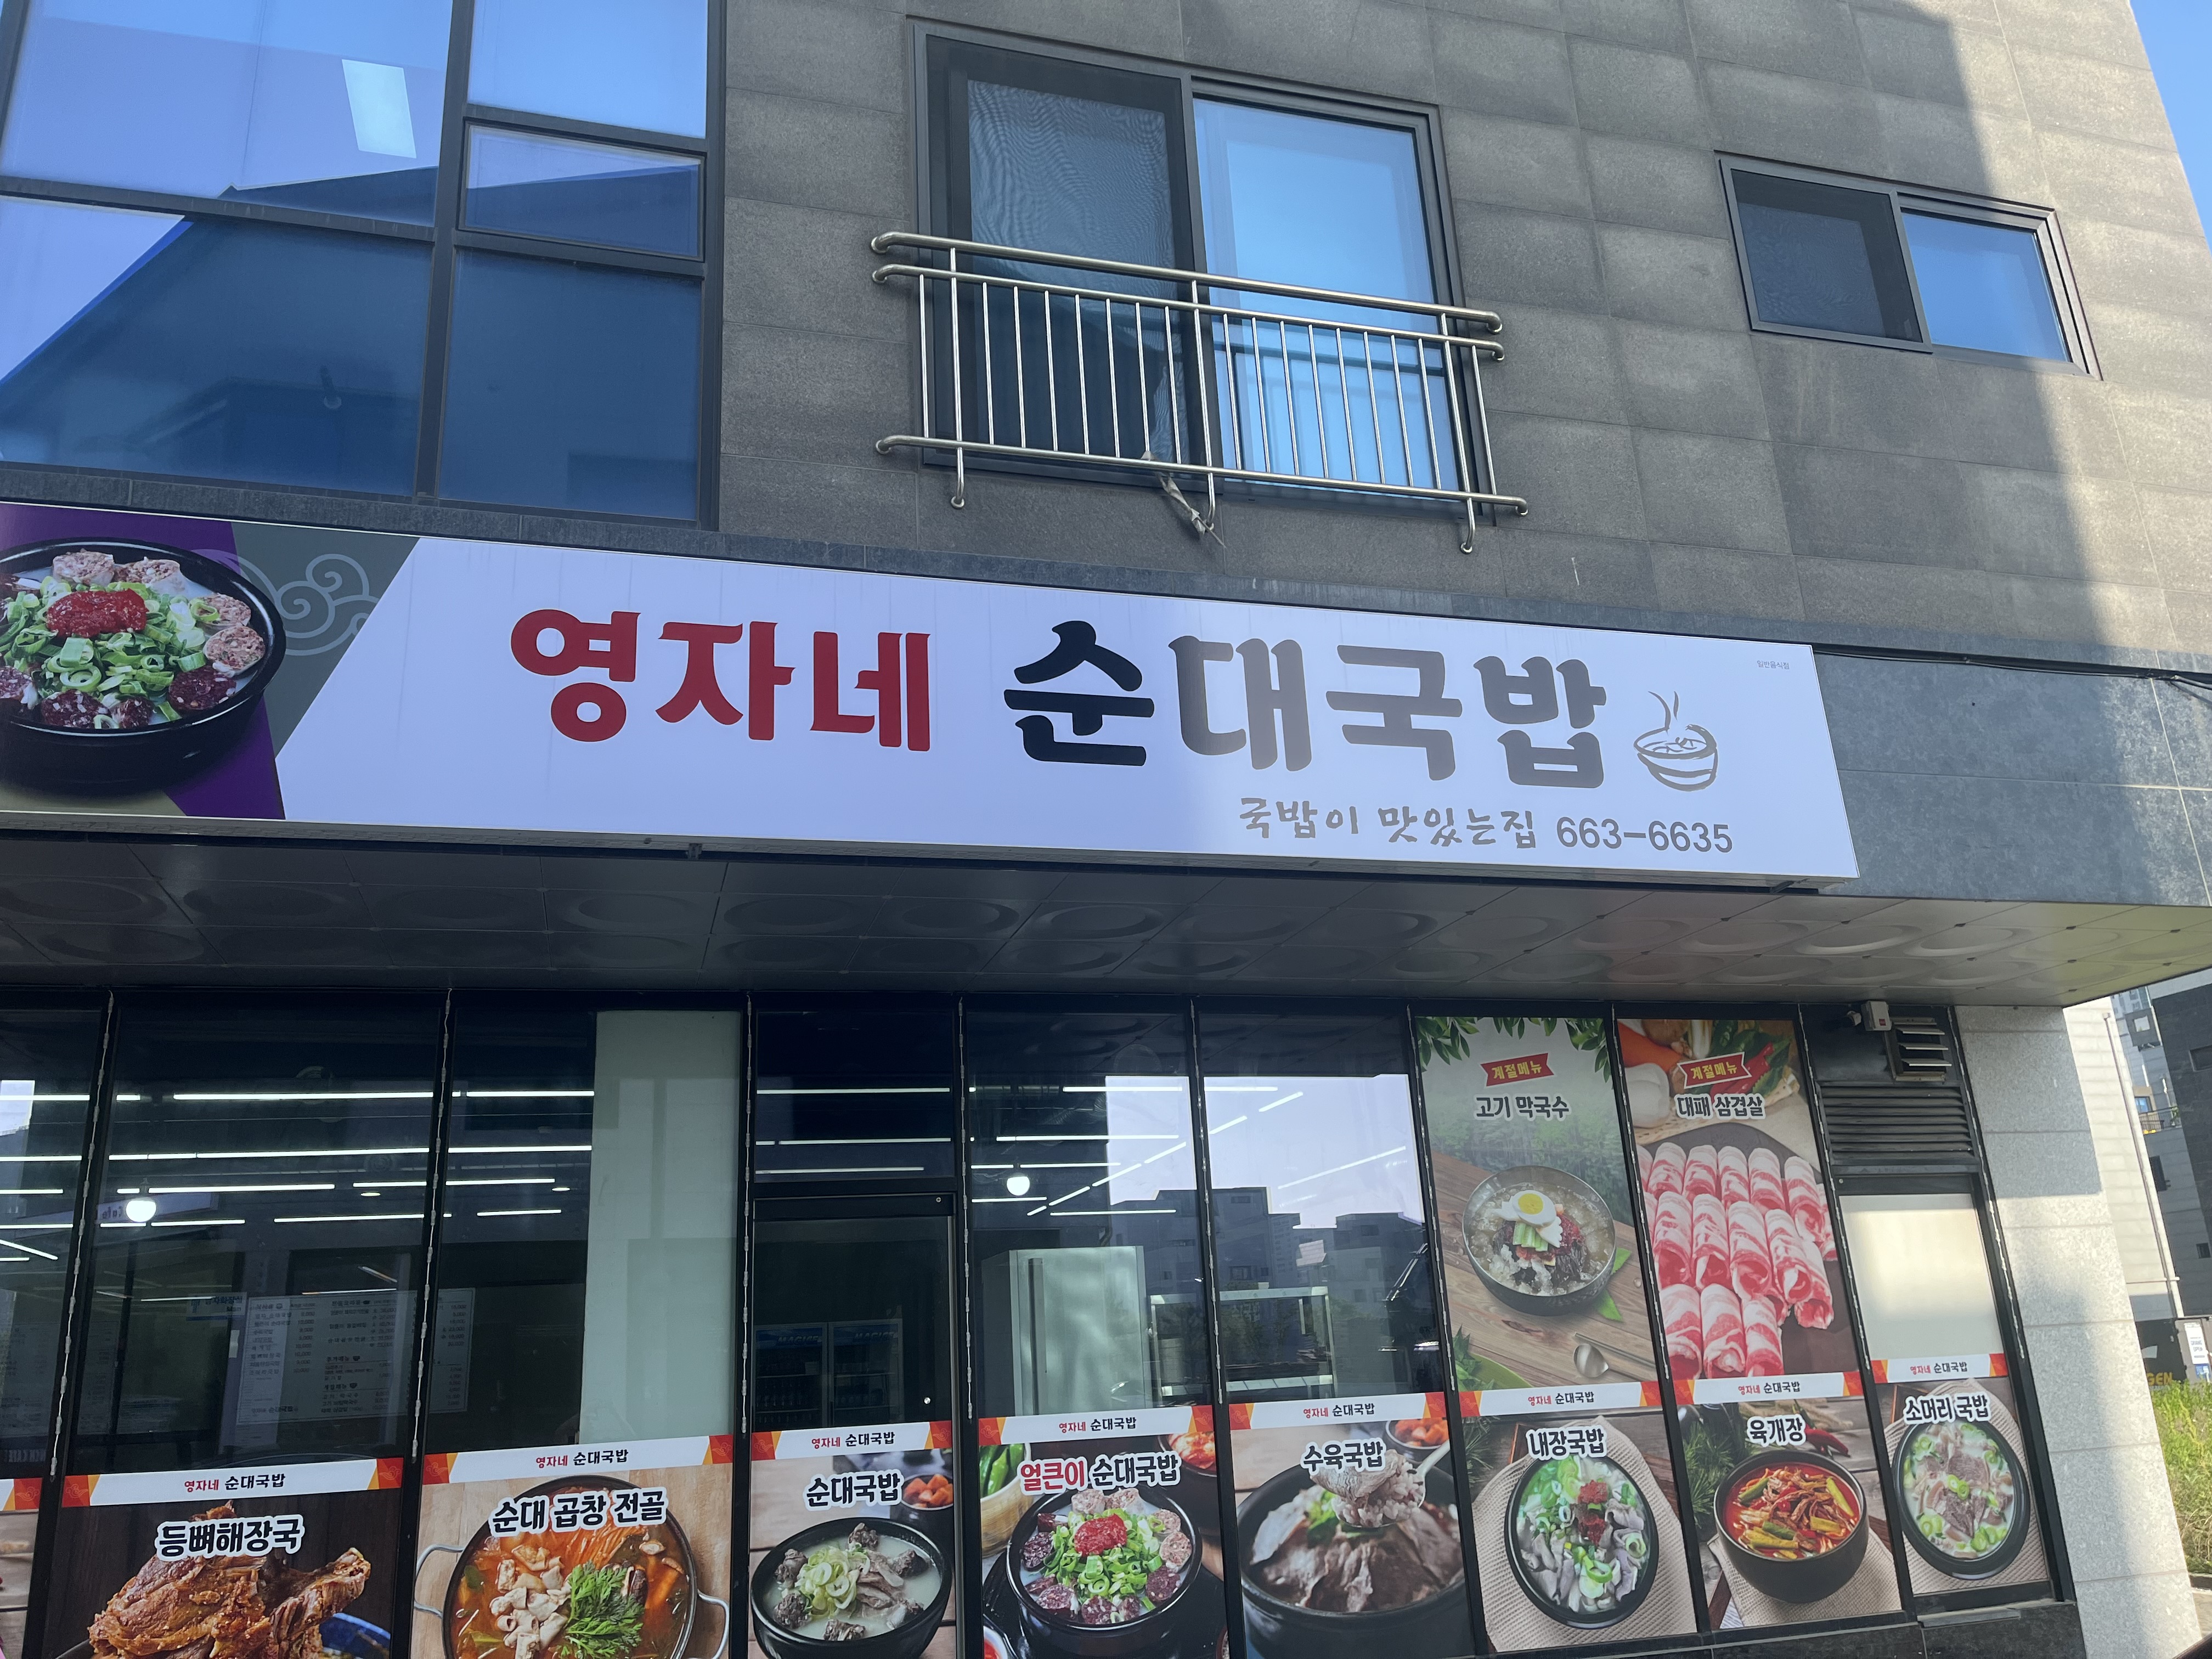 영자네 순대국밥
일반음식점
국밥이 맛있는집 663-6635
계절메뉴
고기 막국수
계절메뉴
대패 삼겹살
영자네 순대국밥
등뼈해장국
영자네 순대국밥
순대 곱창 전골
영자네 순대국밥
순대국밥
영자네 순대국밥
얼큰이 순대국밥
영자네 순대국밥
수육국밥
영자네 순대국밥
내장국밥
영자네 순대국밥
육개장
영자네 순대국밥
소머리 국밥